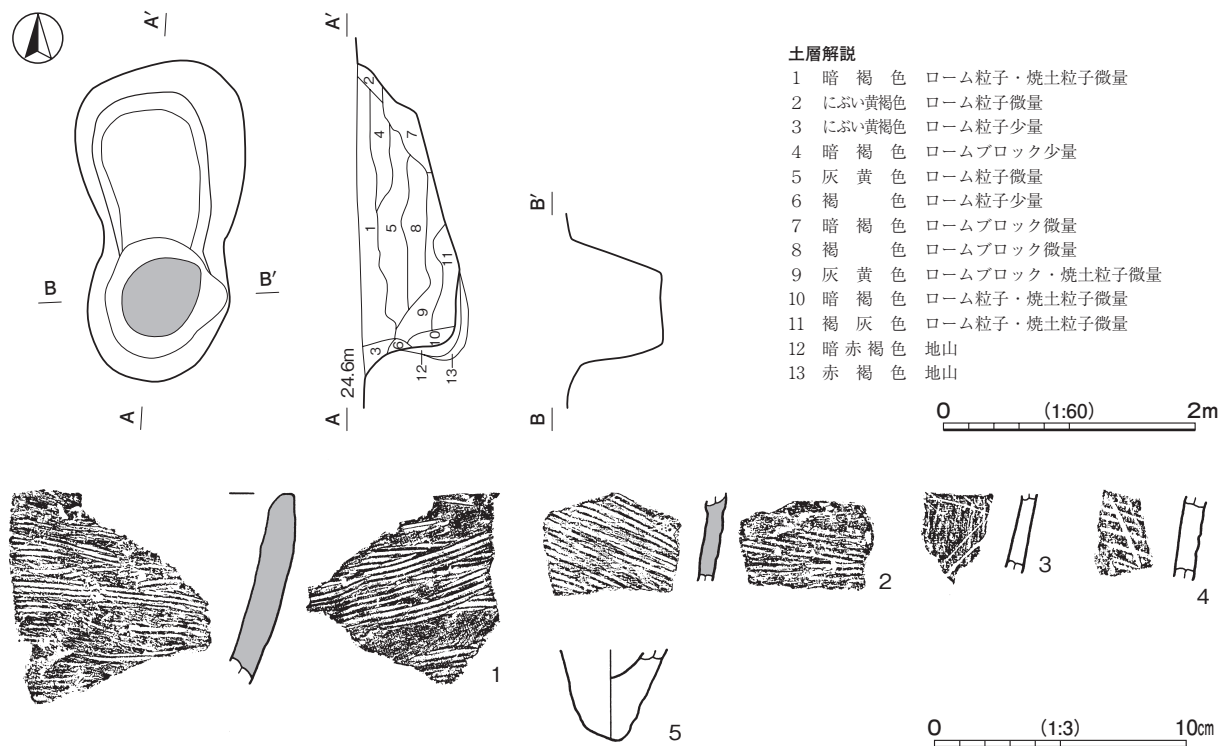 A'
A'
土層解説
1 暗褐色 ローム粒子・焼土粒子微量
2 にぶい黄褐色 ローム粒子微量
3 にぶい黄褐色 ローム粒子少量
4 暗褐色 ロームブロック少量
5 灰黄色 ローム粒子微量
6 褐色 ローム粒子少量
7 暗褐色 ロームブロック微量
8 褐色 ロームブロック微量
9 灰黄色 ロームブロック・焼土粒子微量
10 暗褐色 ローム粒子・焼土粒子微量
11 褐灰色 ローム粒子・焼土粒子微量
12 暗赤褐色 地山
13 赤褐色 地山
2
4
7
1
5
8
11
9
10
3
6
12
13
24.6m
B
B'
B'
A
A
B
0 (1:60) 2m
1
2
3
4
5
0 (1:3) 10cm